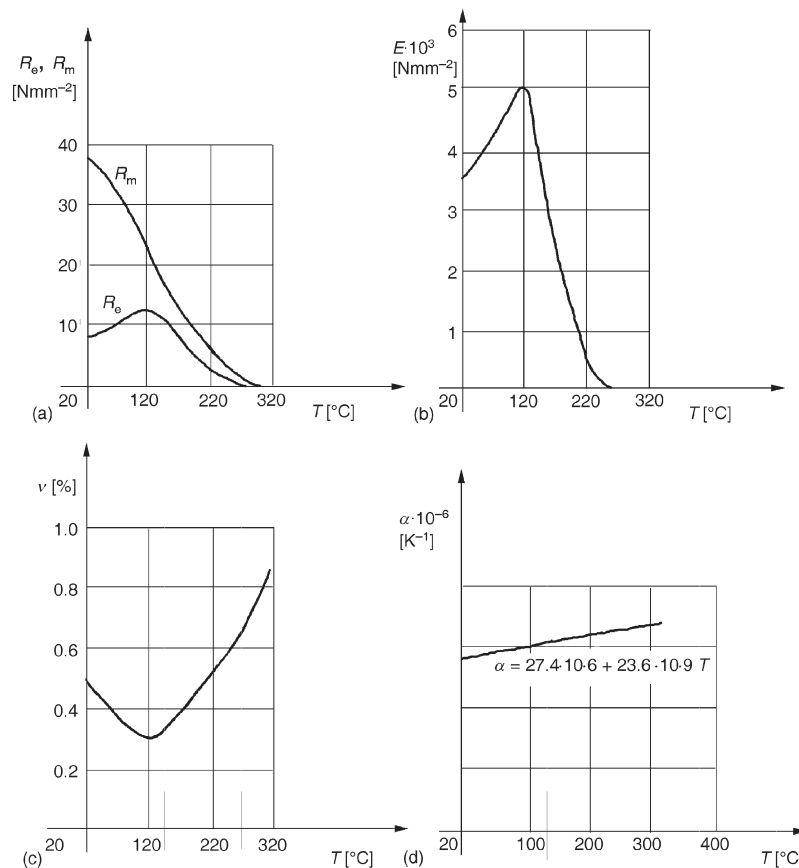 Re, Rm
[Nmm–2]
40
30
20
10
Rm
Re
20 120 220 320
T [°C]
(a)
E·10³
[Nmm–2]
6
5
4
3
2
1
20 120 220 320
T [°C]
(b)
ν [%]
1.0
0.8
0.6
0.4
0.2
20 120 220 320
T [°C]
(c)
α·10–6
[K–1]
α = 27.4·10·6 + 23.6·10·9 T
20 100 200 300 400
T [°C]
(d)